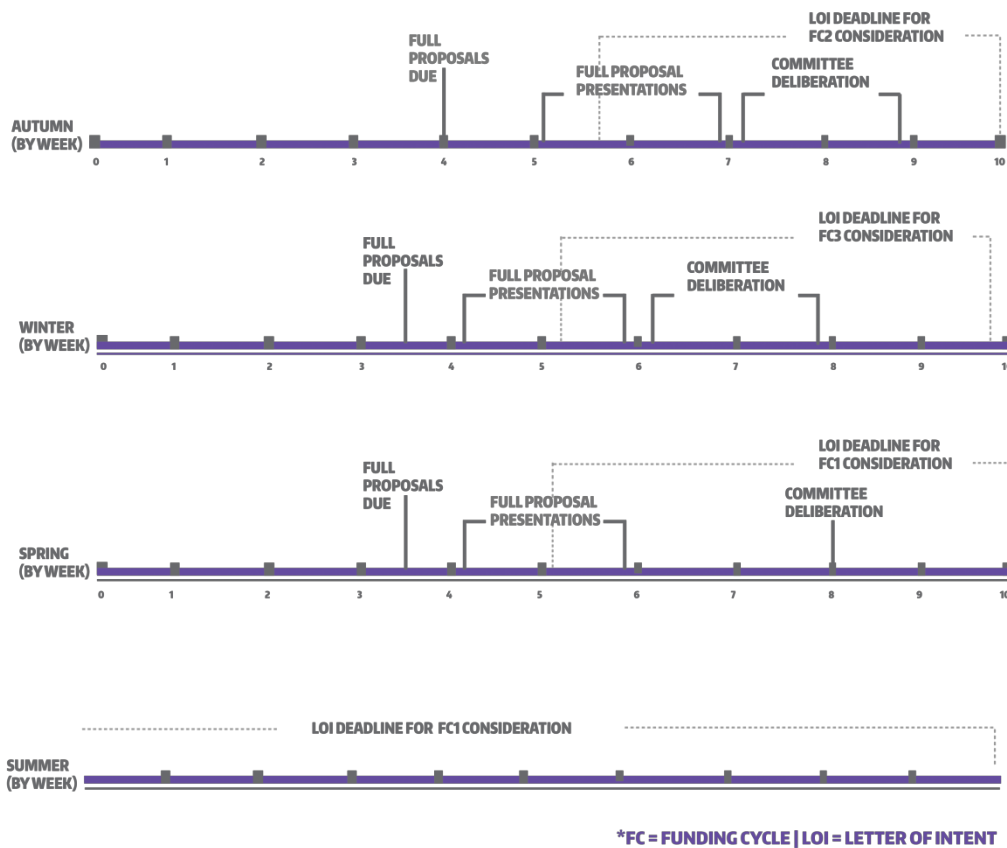 LOI DEADLINE FOR
FC2 CONSIDERATION
FULL
PROPOSALS
DUE
FULL PROPOSAL
PRESENTATIONS
COMMITTEE
DELIBERATION
AUTUMN
(BY WEEK)
0 1 2 3 4 5 6 7 8 9 10
LOI DEADLINE FOR
FC3 CONSIDERATION
FULL
PROPOSALS
DUE
FULL PROPOSAL
PRESENTATIONS
COMMITTEE
DELIBERATION
WINTER
(BY WEEK)
0 1 2 3 4 5 6 7 8 9 10
LOI DEADLINE FOR
FC1 CONSIDERATION
FULL
PROPOSALS
DUE
FULL PROPOSAL
PRESENTATIONS
COMMITTEE
DELIBERATION
SPRING
(BY WEEK)
0 1 2 3 4 5 6 7 8 9 10
LOI DEADLINE FOR FC1 CONSIDERATION
SUMMER
(BY WEEK)
*FC = FUNDING CYCLE | LOI = LETTER OF INTENT